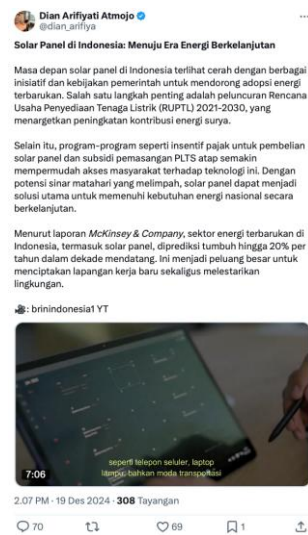 Dian Arifiyati Atmojo
@dian_arifiya
Solar Panel di Indonesia: Menuju Era Energi Berkelanjutan
Masa depan solar panel di Indonesia terlihat cerah dengan berbagai
inisiatif dan kebijakan pemerintah untuk mendorong adopsi energi
terbarukan. Salah satu langkah penting adalah peluncuran Rencana
Usaha Penyediaan Tenaga Listrik (RUPTL) 2021-2030, yang
menargetkan peningkatan kontribusi energi surya.
Selain itu, program-program seperti insentif pajak untuk pembelian
solar panel dan subsidi pemasangan PLTS atap semakin
mempermudah akses masyarakat terhadap teknologi ini. Dengan
potensi sinar matahari yang melimpah, solar panel dapat menjadi
solusi utama untuk memenuhi kebutuhan energi nasional secara
berkelanjutan.
Menurut laporan McKinsey & Company, sektor energi terbarukan di
Indonesia, termasuk solar panel, diprediksi tumbuh hingga 20% per
tahun dalam dekade mendatang. Ini menjadi peluang besar untuk
menciptakan lapangan kerja baru sekaligus melestarikan
lingkungan.
🎥: brinindonesia1 YT
seperti telepon seluler, laptop
lampu, bahkan moda transportasi
7:06
2.07 PM · 19 Des 2024 · 308 Tayangan
70 69 1